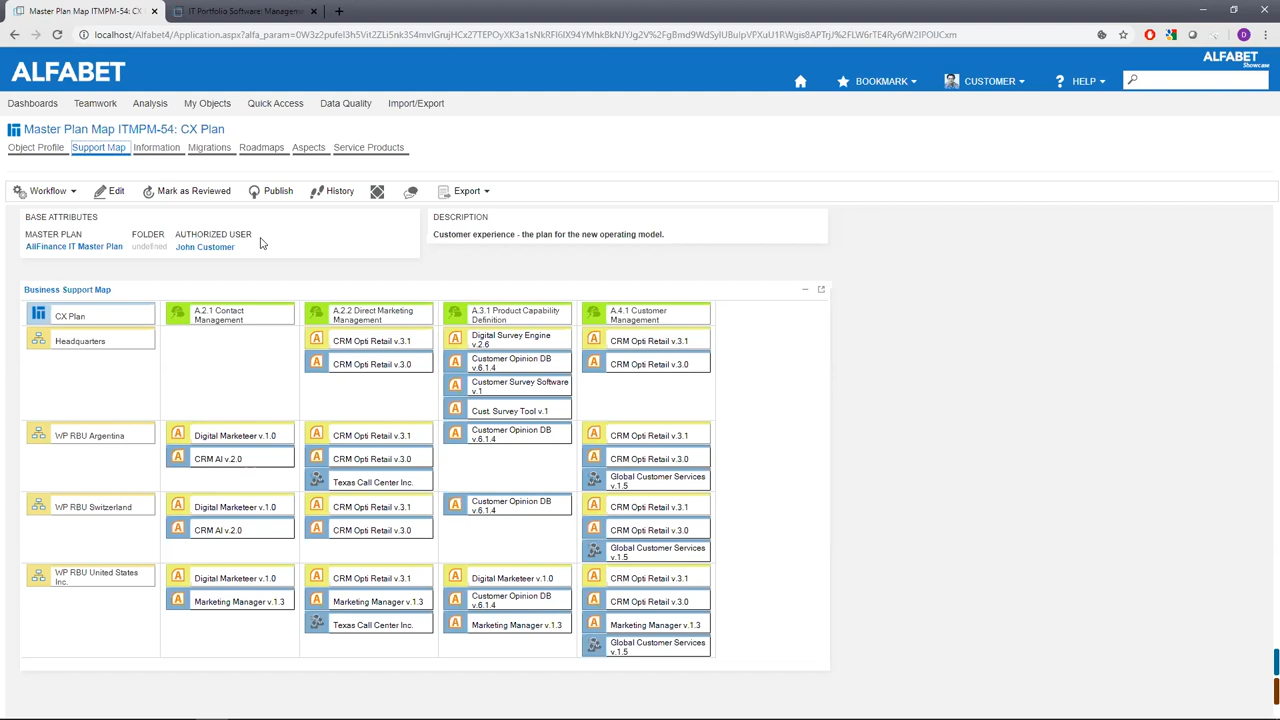 Master Plan Map ITMPM-54: CX Pl
IT Portfolio Software: Managemen
localhost/Alfabet4/Application.aspx?alfa_param=
ALFABET
BOOKMARK
CUSTOMER
HELP
ALFABET
Showcase
Dashboards Teamwork Analysis My Objects Quick Access Data Quality Import/Export
Master Plan Map ITMPM-54: CX Plan
Object Profile Support Map Information Migrations Roadmaps Aspects Service Products
Workflow Edit Mark as Reviewed Publish History Export
BASE ATTRIBUTES
MASTER PLAN FOLDER AUTHORIZED USER
AllFinance IT Master Plan undefined John Customer
DESCRIPTION
Customer experience - the plan for the new operating model.
Business Support Map
CX Plan
A.2.1 Contact
Management
A.2.2 Direct Marketing
Management
A.3.1 Product Capability
Definition
A.4.1 Customer
Management
Headquarters
CRM Opti Retail v.3.1
CRM Opti Retail v.3.0
Digital Survey Engine
v.2.6
Customer Opinion DB
v.6.1.4
Customer Survey Software
v.1
Cust. Survey Tool v.1
CRM Opti Retail v.3.1
CRM Opti Retail v.3.0
WP RBU Argentina
Digital Marketeer v.1.0
CRM AI v.2.0
CRM Opti Retail v.3.1
CRM Opti Retail v.3.0
Texas Call Center Inc.
Customer Opinion DB
v.6.1.4
CRM Opti Retail v.3.1
CRM Opti Retail v.3.0
Global Customer Services
v.1.5
WP RBU Switzerland
Digital Marketeer v.1.0
CRM AI v.2.0
CRM Opti Retail v.3.1
CRM Opti Retail v.3.0
Customer Opinion DB
v.6.1.4
CRM Opti Retail v.3.1
CRM Opti Retail v.3.0
Global Customer Services
v.1.5
WP RBU United States
Inc.
Digital Marketeer v.1.0
Marketing Manager v.1.3
CRM Opti Retail v.3.1
Marketing Manager v.1.3
Texas Call Center Inc.
Digital Marketeer v.1.0
Customer Opinion DB
v.6.1.4
Marketing Manager v.1.3
CRM Opti Retail v.3.1
CRM Opti Retail v.3.0
Marketing Manager v.1.3
Global Customer Services
v.1.5